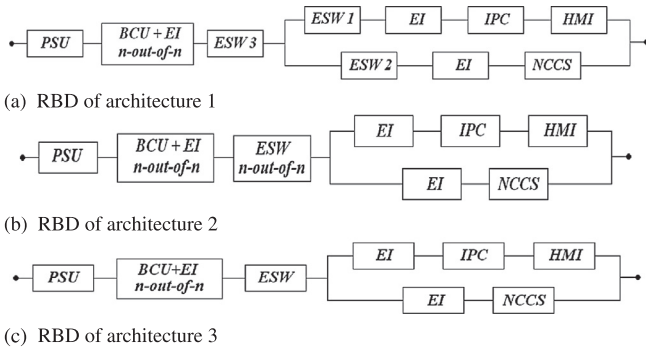 ESW 1 EI IPC HMI
PSU BCU + EI n-out-of-n ESW 3
ESW 2 EI NCCS
(a) RBD of architecture 1
EI IPC HMI
PSU BCU + EI n-out-of-n ESW n-out-of-n
EI NCCS
(b) RBD of architecture 2
EI IPC HMI
PSU BCU+EI n-out-of-n ESW
EI NCCS
(c) RBD of architecture 3